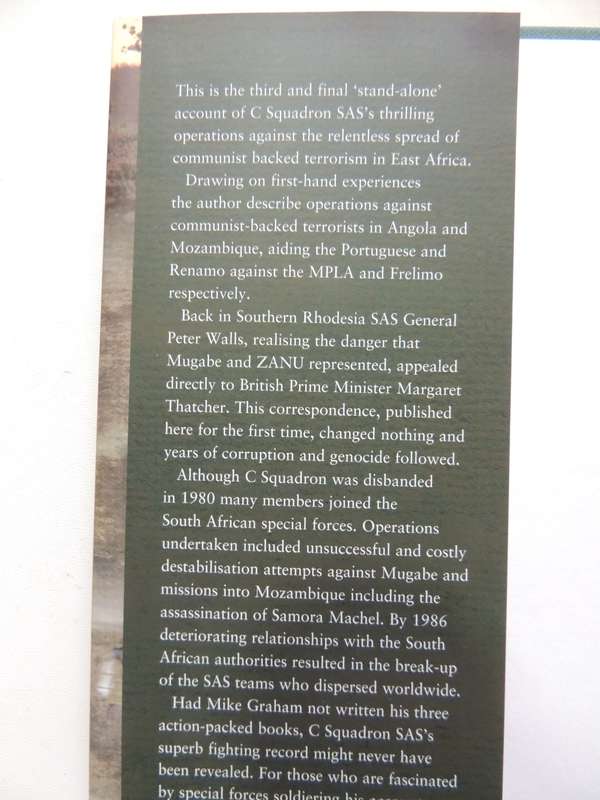 This is the third and final ‘stand-alone’
account of C Squadron SAS’s thrilling
operations against the relentless spread of
communist backed terrorism in East Africa.
Drawing on first-hand experiences
the author describe operations against
communist-backed terrorists in Angola and
Mozambique, aiding the Portuguese and
Renamo against the MPLA and Frelimo
respectively.
Back in Southern Rhodesia SAS General
Peter Walls, realising the danger that
Mugabe and ZANU represented, appealed
directly to British Prime Minister Margaret
Thatcher. This correspondence, published
here for the first time, changed nothing and
years of corruption and genocide followed.
Although C Squadron was disbanded
in 1980 many members joined the
South African special forces. Operations
undertaken included unsuccessful and costly
destabilisation attempts against Mugabe and
missions into Mozambique including the
assassination of Samora Machel. By 1986
deteriorating relationships with the South
African authorities resulted in the break-up
of the SAS teams who dispersed worldwide.
Had Mike Graham not written his three
action-packed books, C Squadron SAS’s
superb fighting record might never have
been revealed. For those who are fascinated
by special forces soldiering his